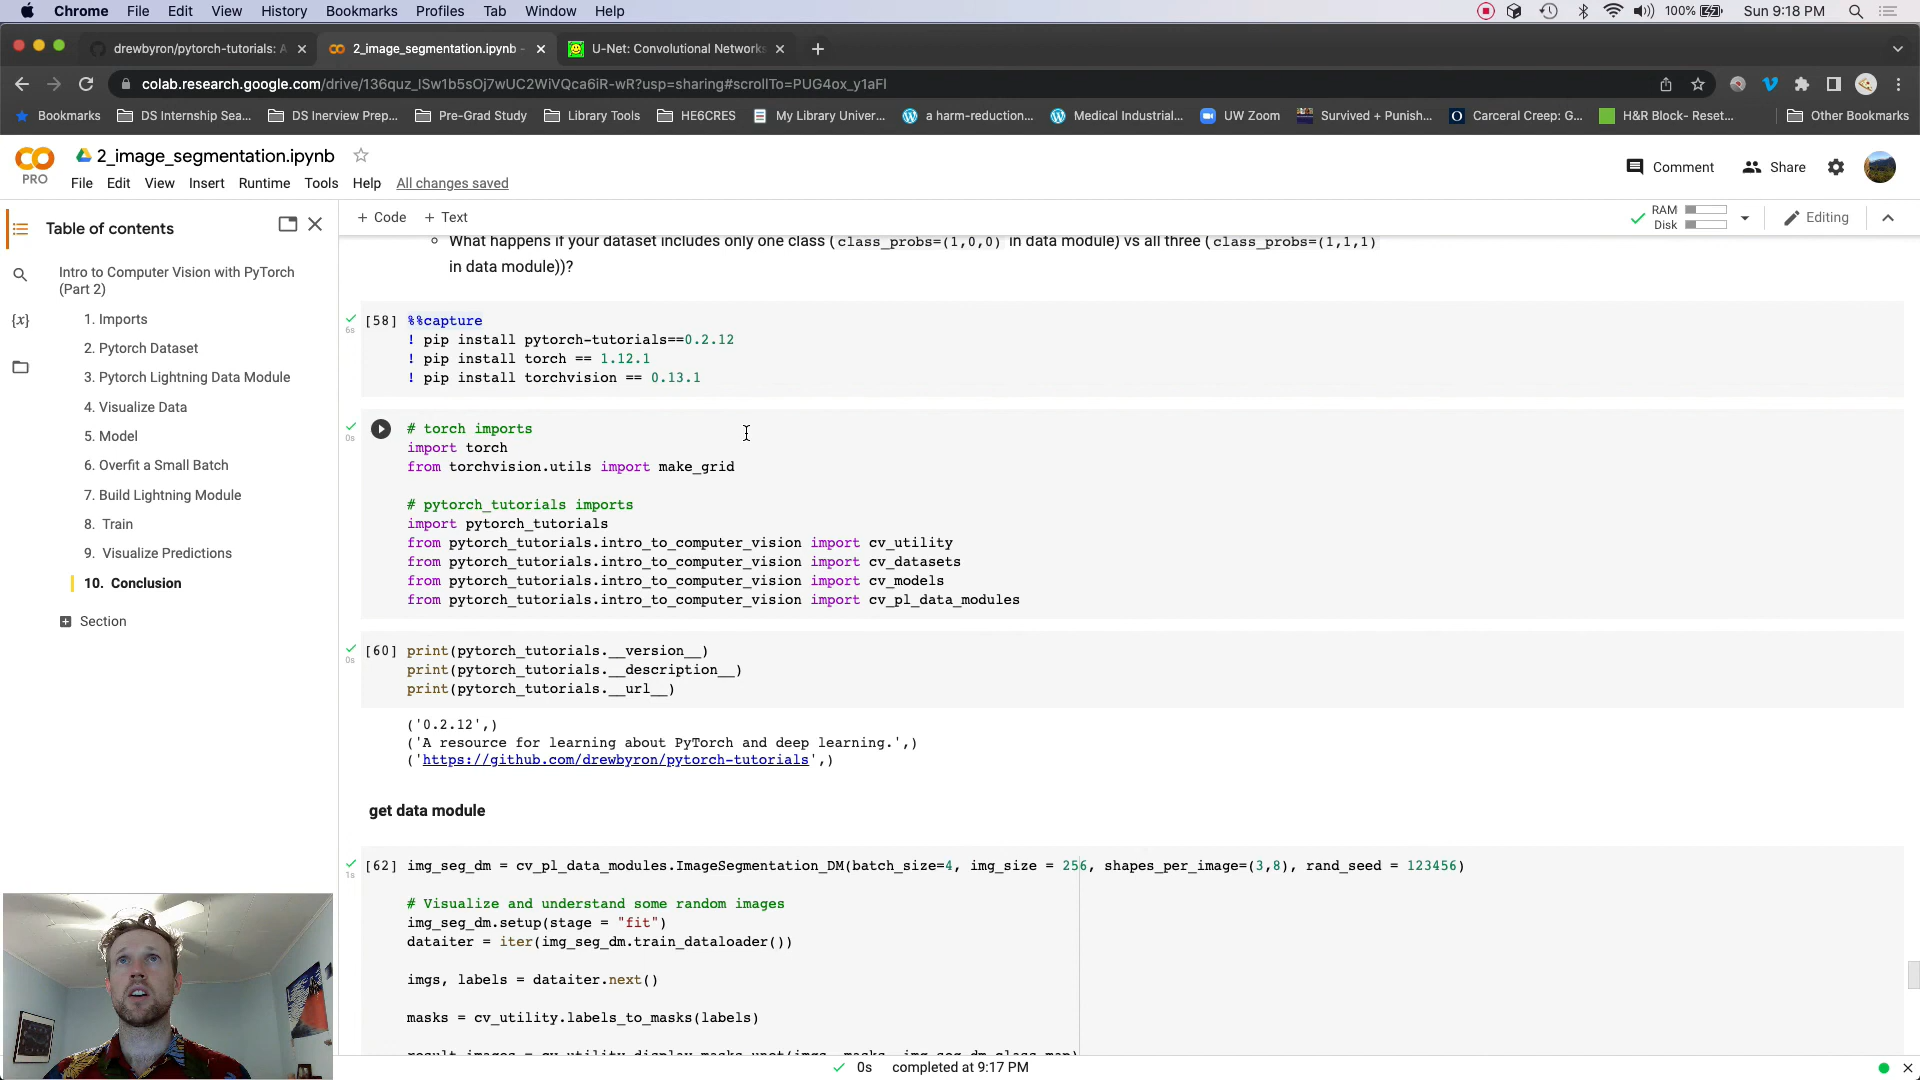 Chrome File Edit View History Bookmarks Profiles Tab Window Help 100% Sun 9:18 PM
drewbyron/pytorch-tutorials: A 2_image_segmentation.ipynb - U-Net: Convolutional Networks
colab.research.google.com/drive/136quz_ISw1b5sOj7wUC2WiVQca6iR-wR?usp=sharing#scrollTo=PUG4ox_y1aFl
Bookmarks DS Internship Sea... DS Inerview Prep... Pre-Grad Study Library Tools HE6CRES My Library Univer... a harm-reduction... Medical Industrial... UW Zoom Survived + Punish... Carceral Creep: G... H&R Block- Reset... Other Bookmarks
2_image_segmentation.ipynb
PRO
File Edit View Insert Runtime Tools Help All changes saved
Comment Share
Table of contents
+ Code + Text
RAM
Disk
Editing
Intro to Computer Vision with PyTorch
(Part 2)
1. Imports
2. Pytorch Dataset
3. Pytorch Lightning Data Module
4. Visualize Data
5. Model
6. Overfit a Small Batch
7. Build Lightning Module
8. Train
9. Visualize Predictions
10. Conclusion
Section
What happens if your dataset includes only one class (class_probs=(1,0,0) in data module) vs all three (class_probs=(1,1,1)
in data module))?
[58] %%capture
6s
! pip install pytorch-tutorials==0.2.12
! pip install torch == 1.12.1
! pip install torchvision == 0.13.1
# torch imports
0s
import torch
from torchvision.utils import make_grid
# pytorch_tutorials imports
import pytorch_tutorials
from pytorch_tutorials.intro_to_computer_vision import cv_utility
from pytorch_tutorials.intro_to_computer_vision import cv_datasets
from pytorch_tutorials.intro_to_computer_vision import cv_models
from pytorch_tutorials.intro_to_computer_vision import cv_pl_data_modules
[60] print(pytorch_tutorials.__version__)
0s
print(pytorch_tutorials.__description__)
print(pytorch_tutorials.__url__)
('0.2.12',)
('A resource for learning about PyTorch and deep learning.',)
('https://github.com/drewbyron/pytorch-tutorials',)
get data module
[62] img_seg_dm = cv_pl_data_modules.ImageSegmentation_DM(batch_size=4, img_size = 256, shapes_per_image=(3,8), rand_seed = 123456)
1s
# Visualize and understand some random images
img_seg_dm.setup(stage = "fit")
dataiter = iter(img_seg_dm.train_dataloader())
imgs, labels = dataiter.next()
masks = cv_utility.labels_to_masks(labels)
result_images = cv_utility.display_masks_unet(imgs, masks, img_seg_dm.class_map)
0s completed at 9:17 PM